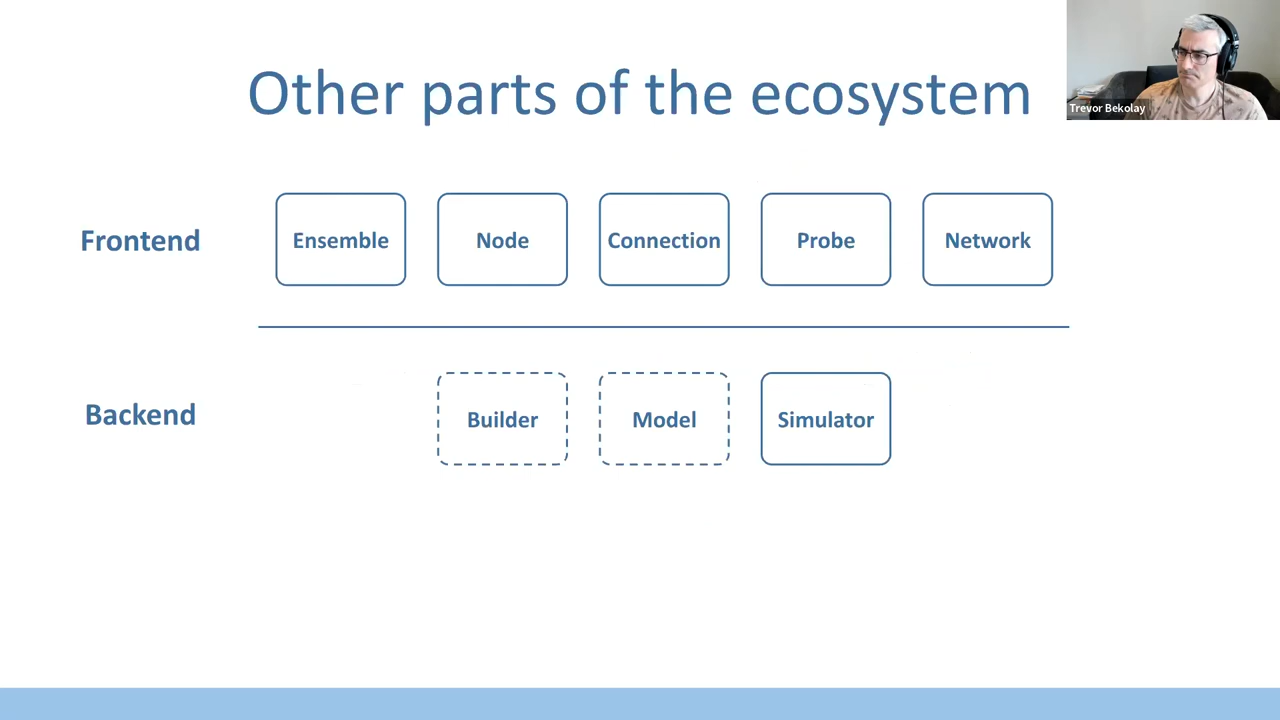 Other parts of the ecosystem
Trevor Bekolay
Frontend
Ensemble
Node
Connection
Probe
Network
Backend
Builder
Model
Simulator